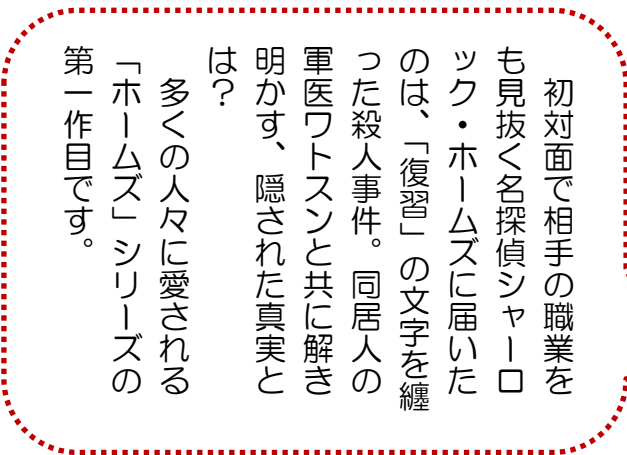 初対面で相手の職業を
も見抜く名探偵シャーロ
ック・ホームズに届いた
のは、「復習」の文字を纏
った殺人事件。同居人の
軍医ワトスンと共に解き
明かす、隠された真実と
は？
多くの人々に愛される
「ホームズ」シリーズの
第一作目です。